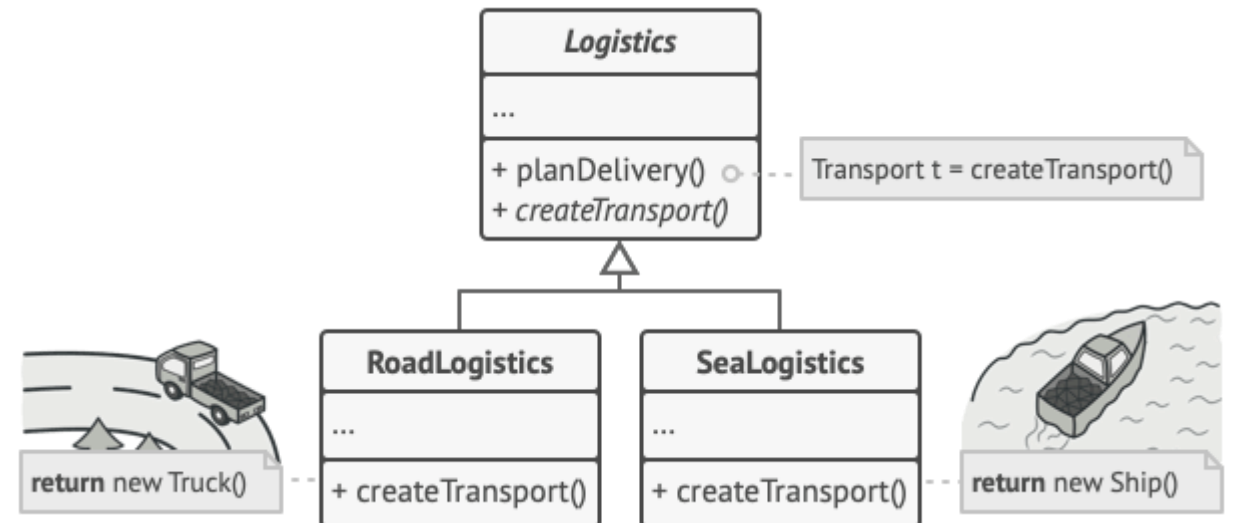 Logistics
...
+ planDelivery()
Transport t = createTransport()
+ createTransport()
RoadLogistics
SeaLogistics
...
...
return new Truck()
+ createTransport()
+ createTransport()
return new Ship()